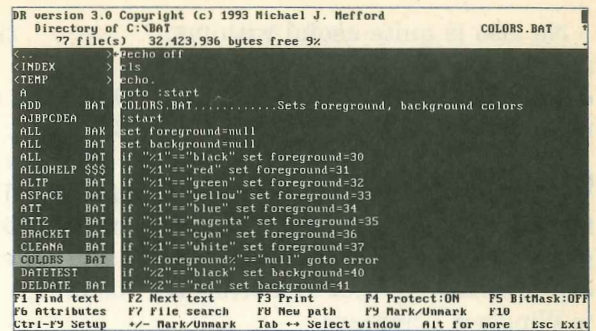 DR version 3.0 Copyright (c) 1993 Michael J. Mefford
Directory of C:\BAT COLORS.BAT
77 file(s) 32,423,936 bytes free 9%
<.. > @echo off
<INDEX > cls
<TEMP > echo.
A goto :start
ADD BAT COLORS.BAT............Sets foreground, background colors
AJBPCDEA :start
ALL BAK set foreground=null
ALL BAT set background=null
ALL DAT if "%1"=="black" set foreground=30
ALLOHELP $$$ if "%1"=="red" set foreground=31
ALTP BAT if "%1"=="green" set foreground=32
ASPACE DAT if "%1"=="yellow" set foreground=33
ATT BAT if "%1"=="blue" set foreground=34
ATT2 BAT if "%1"=="magenta" set foreground=35
BRACKET DAT if "%1"=="cyan" set foreground=36
CLEANA BAT if "%1"=="white" set foreground=37
COLORS BAT if "%foreground%"=="null" goto error
DATETEST if "%2"=="black" set background=40
DELDATE BAT if "%2"=="red" set background=41
F1 Find text F2 Next text F3 Print F4 Protect:ON F5 BitMask:OFF
F6 Attributes F7 File search F8 New path F9 Mark/Unmark F10
Ctrl-F9 Setup +/- Mark/Unmark Tab ↔ Select window Alt For more Esc Exit